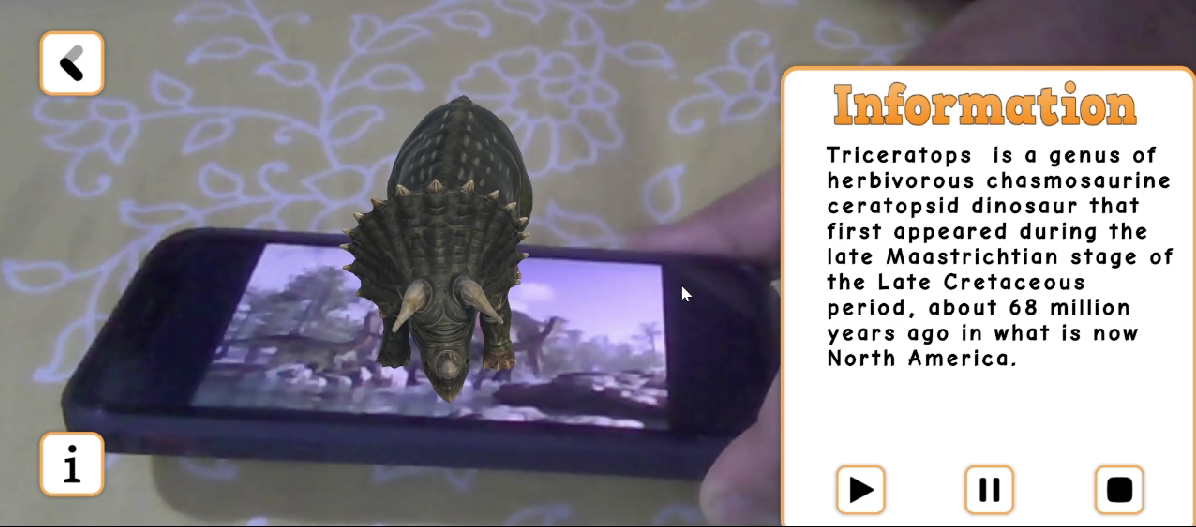 Information
Triceratops is a genus of
herbivorous chasmosaurine
ceratopsid dinosaur that
first appeared during the
late Maastrichtian stage of
the Late Cretaceous
period, about 68 million
years ago in what is now
North America.
i